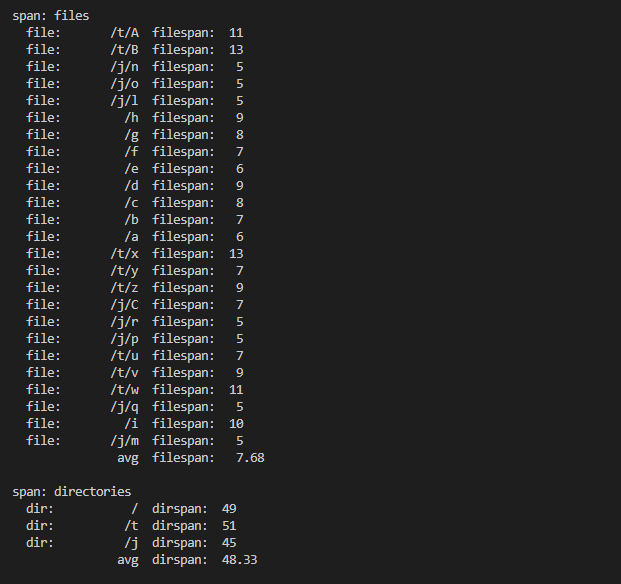 span: files
file: /t/A filespan: 11
file: /t/B filespan: 13
file: /j/n filespan: 5
file: /j/o filespan: 5
file: /j/l filespan: 5
file: /h filespan: 9
file: /g filespan: 8
file: /f filespan: 7
file: /e filespan: 6
file: /d filespan: 9
file: /c filespan: 8
file: /b filespan: 7
file: /a filespan: 6
file: /t/x filespan: 13
file: /t/y filespan: 7
file: /t/z filespan: 9
file: /j/C filespan: 7
file: /j/r filespan: 5
file: /j/p filespan: 5
file: /t/u filespan: 7
file: /t/v filespan: 9
file: /t/w filespan: 11
file: /j/q filespan: 5
file: /i filespan: 10
file: /j/m filespan: 5
avg filespan: 7.68
span: directories
dir: / dirspan: 49
dir: /t dirspan: 51
dir: /j dirspan: 45
avg dirspan: 48.33